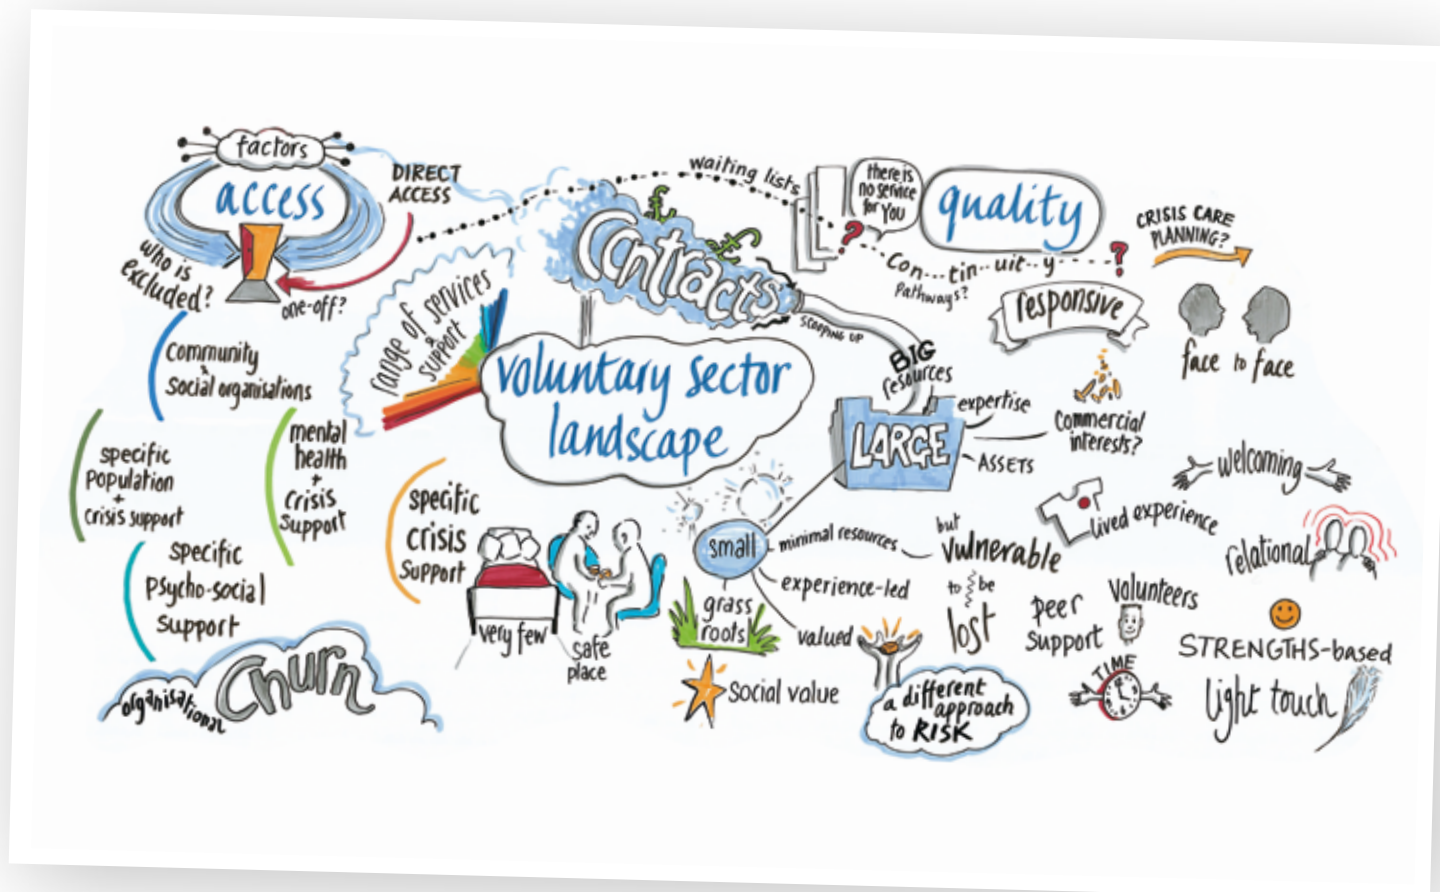 factors
access
DIRECT
ACCESS
who is
excluded?
one-off?
range of services
&
support
Community
&
Social organisations
specific
Population
+
crisis support
mental
health
+
Crisis
Support
specific
Psycho-social
Support
specific
crisis
Support
organisational
Churn
very few
safe
place
voluntary sector
landscape
Contracts
££
waiting lists
there is
no service
for You
?
quality
Con...tin..uit..y
?
Pathways?
CRISIS CARE
PLANNING?
SCOOPING UP
BIG
resources
LARGE
expertise
ASSETS
Commercial
interests?
responsive
face to face
small
minimal resources
but
vulnerable
to be
lost
experience-led
valued
grass
roots
Social value
a different
approach
to RISK
welcoming
lived experience
relational
peer
Support
Volunteers
TIME
STRENGTHS-based
light touch